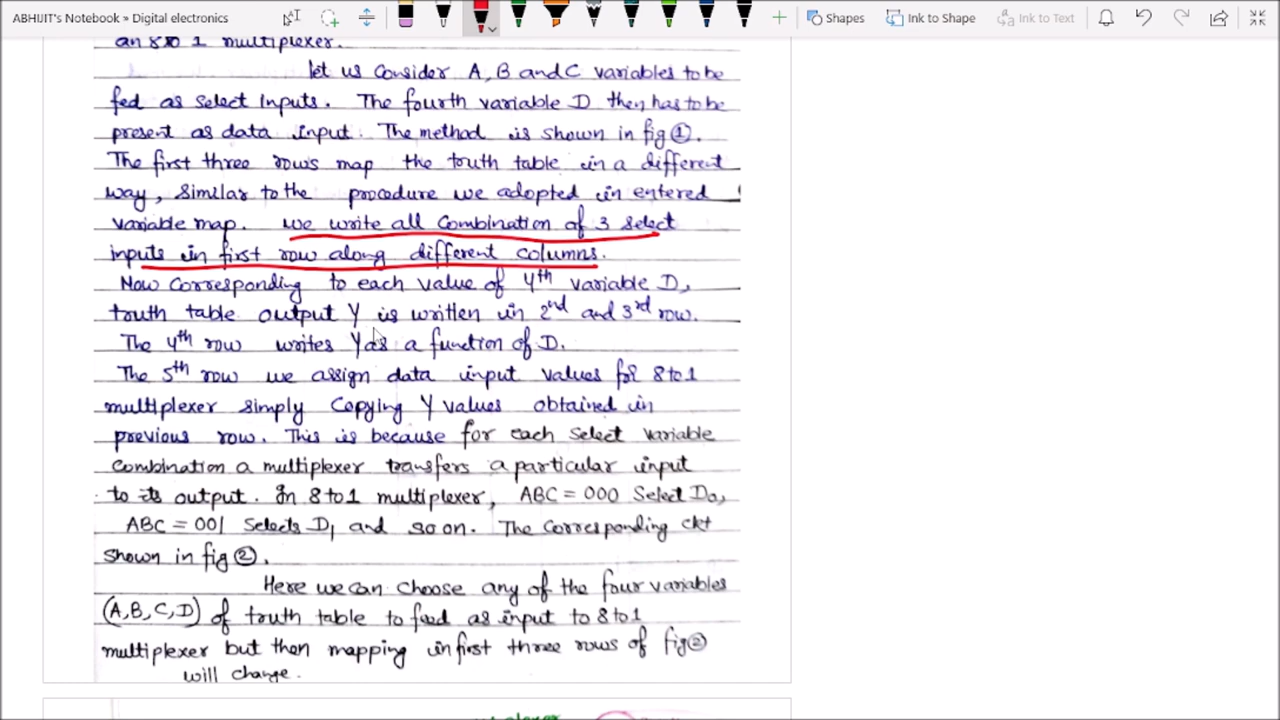 ABHIJIT's Notebook » Digital electronics
Shapes
Ink to Shape
Ink to Text
an 8 to 1 multiplexer.
let us Consider A, B and C variables to be
fed as select inputs. The fourth variable D then has to be
present as data input. The method is shown in fig ①.
The first three rows map the truth table in a different
way, similar to the procedure we adopted in entered
variable map. we write all Combination of 3 select
inputs in first row along different columns.
Now Corresponding to each value of 4th variable D,
truth table output Y is written in 2nd and 3rd row.
The 4th row writes Y as a function of D.
The 5th row we assign data input values for 8 to 1
multiplexer simply Copying Y values obtained in
previous row. This is because for each select variable
Combination a multiplexer transfers a particular input
to its output. In 8 to 1 multiplexer, ABC = 000 Select D₀,
ABC = 001 Selects D₁ and so on. The Corresponding ckt
shown in fig ②.
Here we can choose any of the four variables
(A,B,C,D) of truth table to feed as input to 8 to 1
multiplexer but then mapping in first three rows of fig ②
will change.